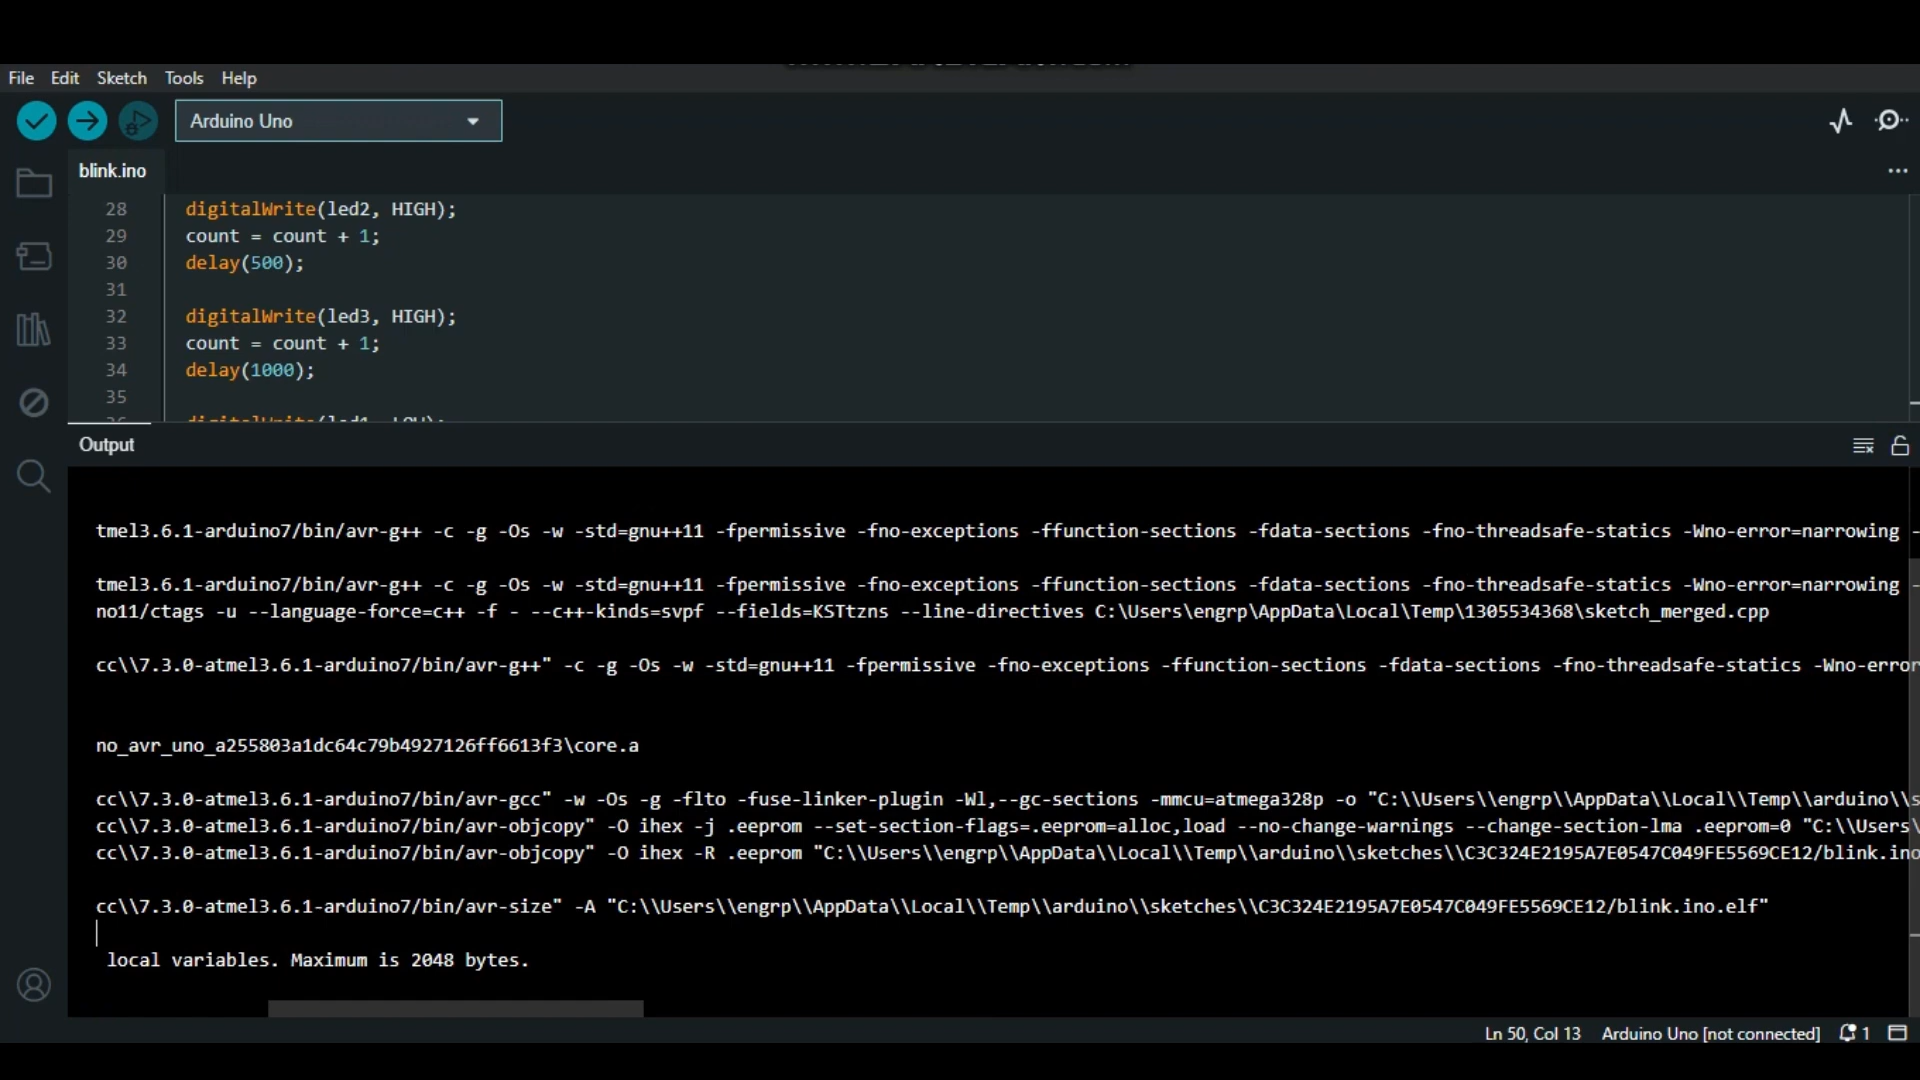 File Edit Sketch Tools Help
Arduino Uno
blink.ino
28 digitalWrite(led2, HIGH);
29 count = count + 1;
30 delay(500);
31
32 digitalWrite(led3, HIGH);
33 count = count + 1;
34 delay(1000);
35
Output
tmel3.6.1-arduino7/bin/avr-g++ -c -g -Os -w -std=gnu++11 -fpermissive -fno-exceptions -ffunction-sections -fdata-sections -fno-threadsafe-statics -Wno-error=narrowing -
tmel3.6.1-arduino7/bin/avr-g++ -c -g -Os -w -std=gnu++11 -fpermissive -fno-exceptions -ffunction-sections -fdata-sections -fno-threadsafe-statics -Wno-error=narrowing -
no11/ctags -u --language-force=c++ -f - --c++-kinds=svpf --fields=KSTtzns --line-directives C:\Users\engrp\AppData\Local\Temp\1305534368\sketch_merged.cpp
cc\\7.3.0-atmel3.6.1-arduino7/bin/avr-g++" -c -g -Os -w -std=gnu++11 -fpermissive -fno-exceptions -ffunction-sections -fdata-sections -fno-threadsafe-statics -Wno-error
no_avr_uno_a255803a1dc64c79b4927126ff6613f3\core.a
cc\\7.3.0-atmel3.6.1-arduino7/bin/avr-gcc" -w -Os -g -flto -fuse-linker-plugin -Wl,--gc-sections -mmcu=atmega328p -o "C:\\Users\\engrp\\AppData\\Local\\Temp\\arduino\\s
cc\\7.3.0-atmel3.6.1-arduino7/bin/avr-objcopy" -O ihex -j .eeprom --set-section-flags=.eeprom=alloc,load --no-change-warnings --change-section-lma .eeprom=0 "C:\\Users\
cc\\7.3.0-atmel3.6.1-arduino7/bin/avr-objcopy" -O ihex -R .eeprom "C:\\Users\\engrp\\AppData\\Local\\Temp\\arduino\\sketches\\C3C324E2195A7E0547C049FE5569CE12/blink.ino
cc\\7.3.0-atmel3.6.1-arduino7/bin/avr-size" -A "C:\\Users\\engrp\\AppData\\Local\\Temp\\arduino\\sketches\\C3C324E2195A7E0547C049FE5569CE12/blink.ino.elf"
local variables. Maximum is 2048 bytes.
Ln 50, Col 13 Arduino Uno [not connected] 1